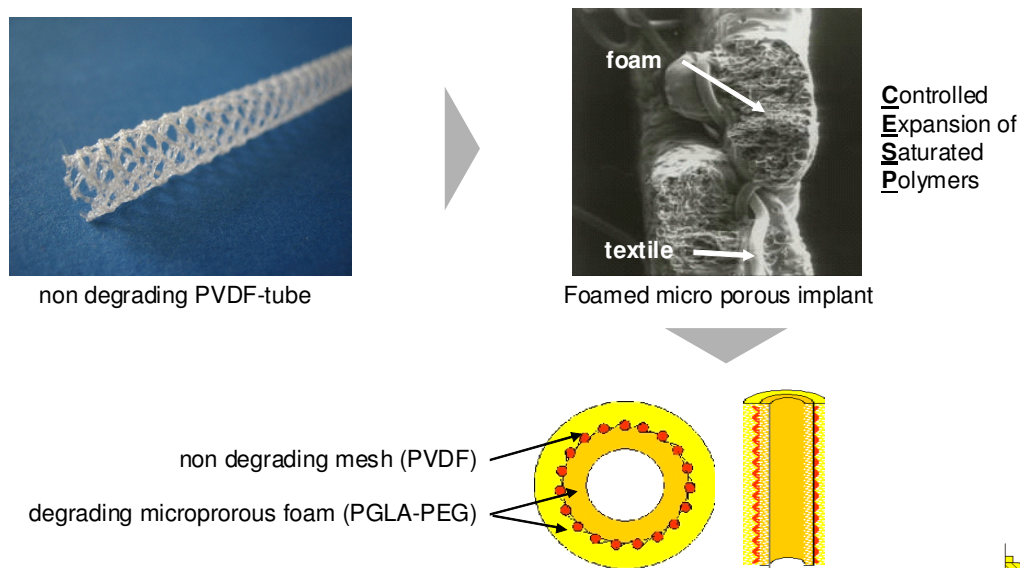 foam
textile
Controlled
Expansion of
Saturated
Polymers
non degrading PVDF-tube
Foamed micro porous implant
non degrading mesh (PVDF)
degrading microprorous foam (PGLA-PEG)